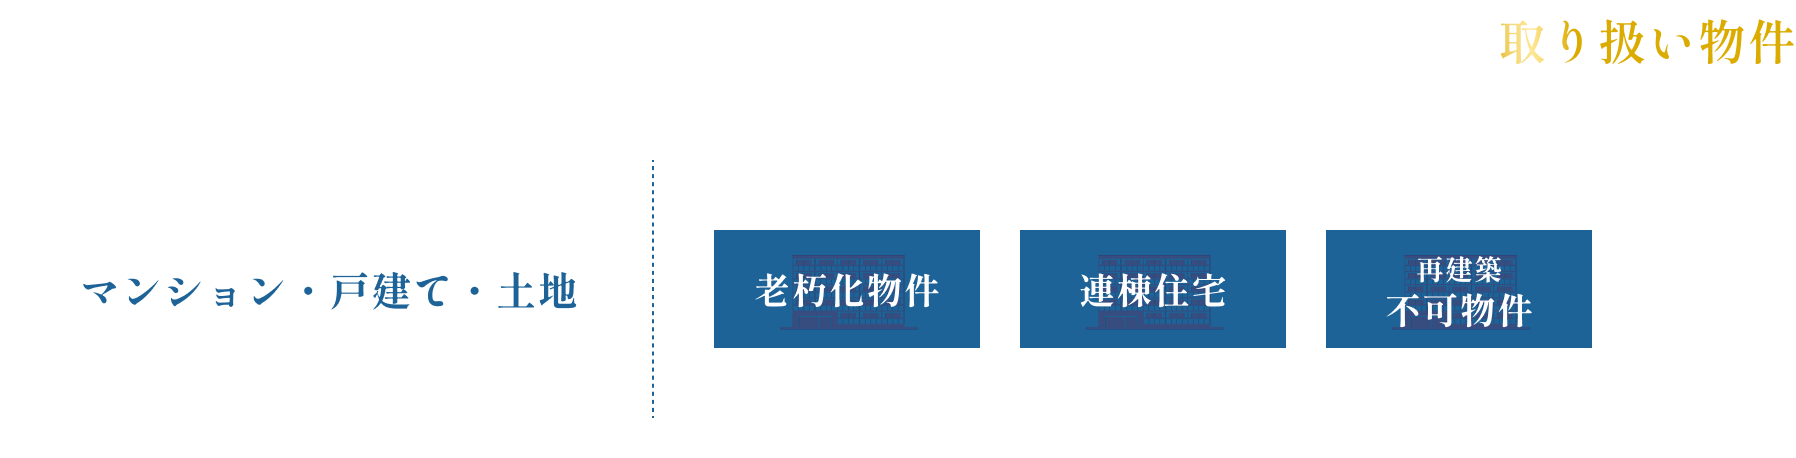 取り扱い物件
マンション・戸建て・土地
老朽化物件
連棟住宅
再建築
不可物件